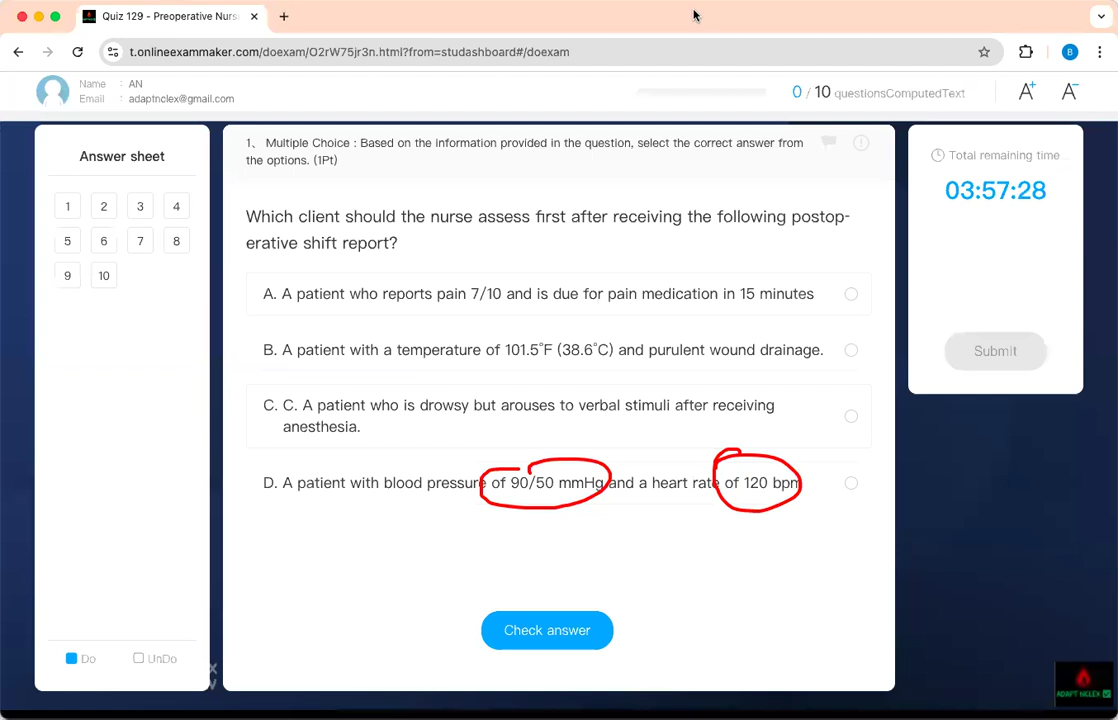 Quiz 129 - Preoperative Nurs
t.onlineexammaker.com/doexam/O2rW75jr3n.html?from=studashboard#/doexam
B
Name : AN
Email : adaptnclex@gmail.com
0 / 10 questionsComputedText
A+ A-
Answer sheet
1 2 3 4
5 6 7 8
9 10
Do UnDo
1、 Multiple Choice : Based on the information provided in the question, select the correct answer from
the options. (1Pt)
Which client should the nurse assess first after receiving the following postop-
erative shift report?
A. A patient who reports pain 7/10 and is due for pain medication in 15 minutes
B. A patient with a temperature of 101.5°F (38.6°C) and purulent wound drainage.
C. C. A patient who is drowsy but arouses to verbal stimuli after receiving
anesthesia.
D. A patient with blood pressure of 90/50 mmHg and a heart rate of 120 bpm
Check answer
Total remaining time
03:57:28
Submit
ADAPT NCLEX